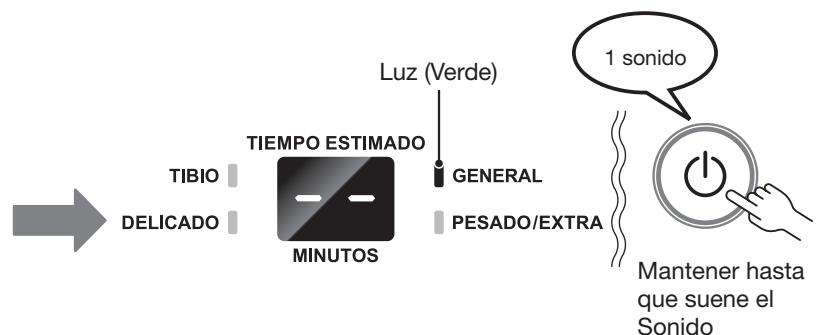 1 sonido
Luz (Verde)
TIEMPO ESTIMADO
TIBIO
GENERAL
DELICADO
PESADO/EXTRA
MINUTOS
Mantener hasta
que suene el
Sonido